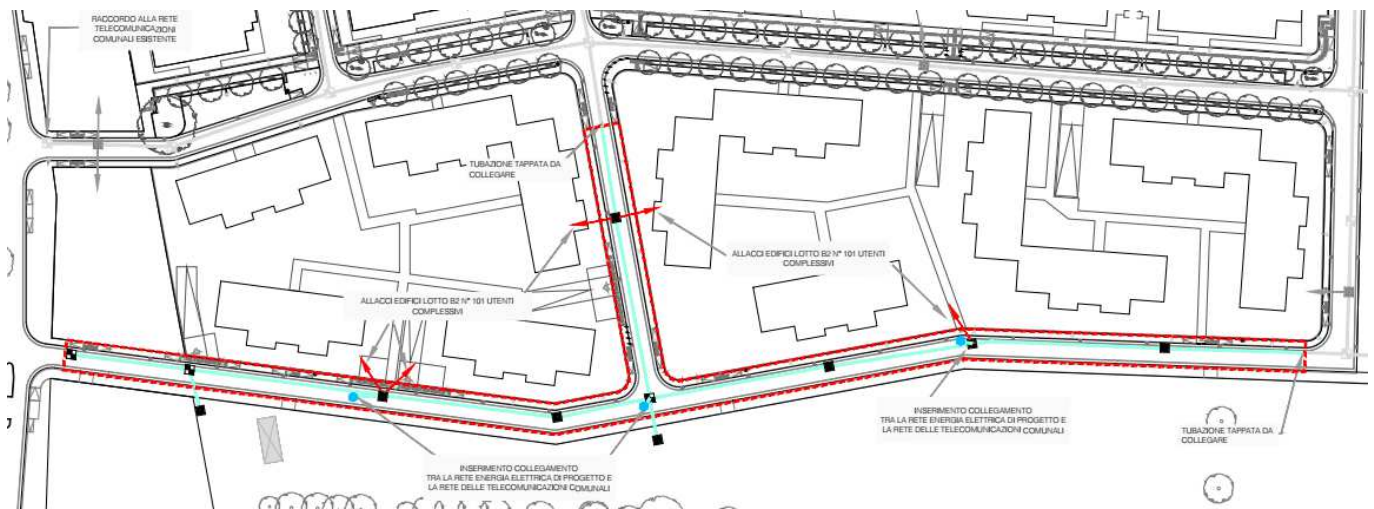 RACCORDO ALLA RETE
TELECOMUNICAZIONI
COMUNALI ESISTENTE
TUBAZIONE TAPPATA DA
COLLEGARE
ALLACCI EDIFICI LOTTO B2 N° 101 UTENTI
COMPLESSIVI
ALLACCI EDIFICI LOTTO B2 N° 101 UTENTI
COMPLESSIVI
INSERIMENTO COLLEGAMENTO
TRA LA RETE ENERGIA ELETTRICA DI PROGETTO E
LA RETE DELLE TELECOMUNICAZIONI COMUNALI
TUBAZIONE TAPPATA DA
COLLEGARE
INSERIMENTO COLLEGAMENTO
TRA LA RETE ENERGIA ELETTRICA DI PROGETTO E
LA RETE DELLE TELECOMUNICAZIONI COMUNALI